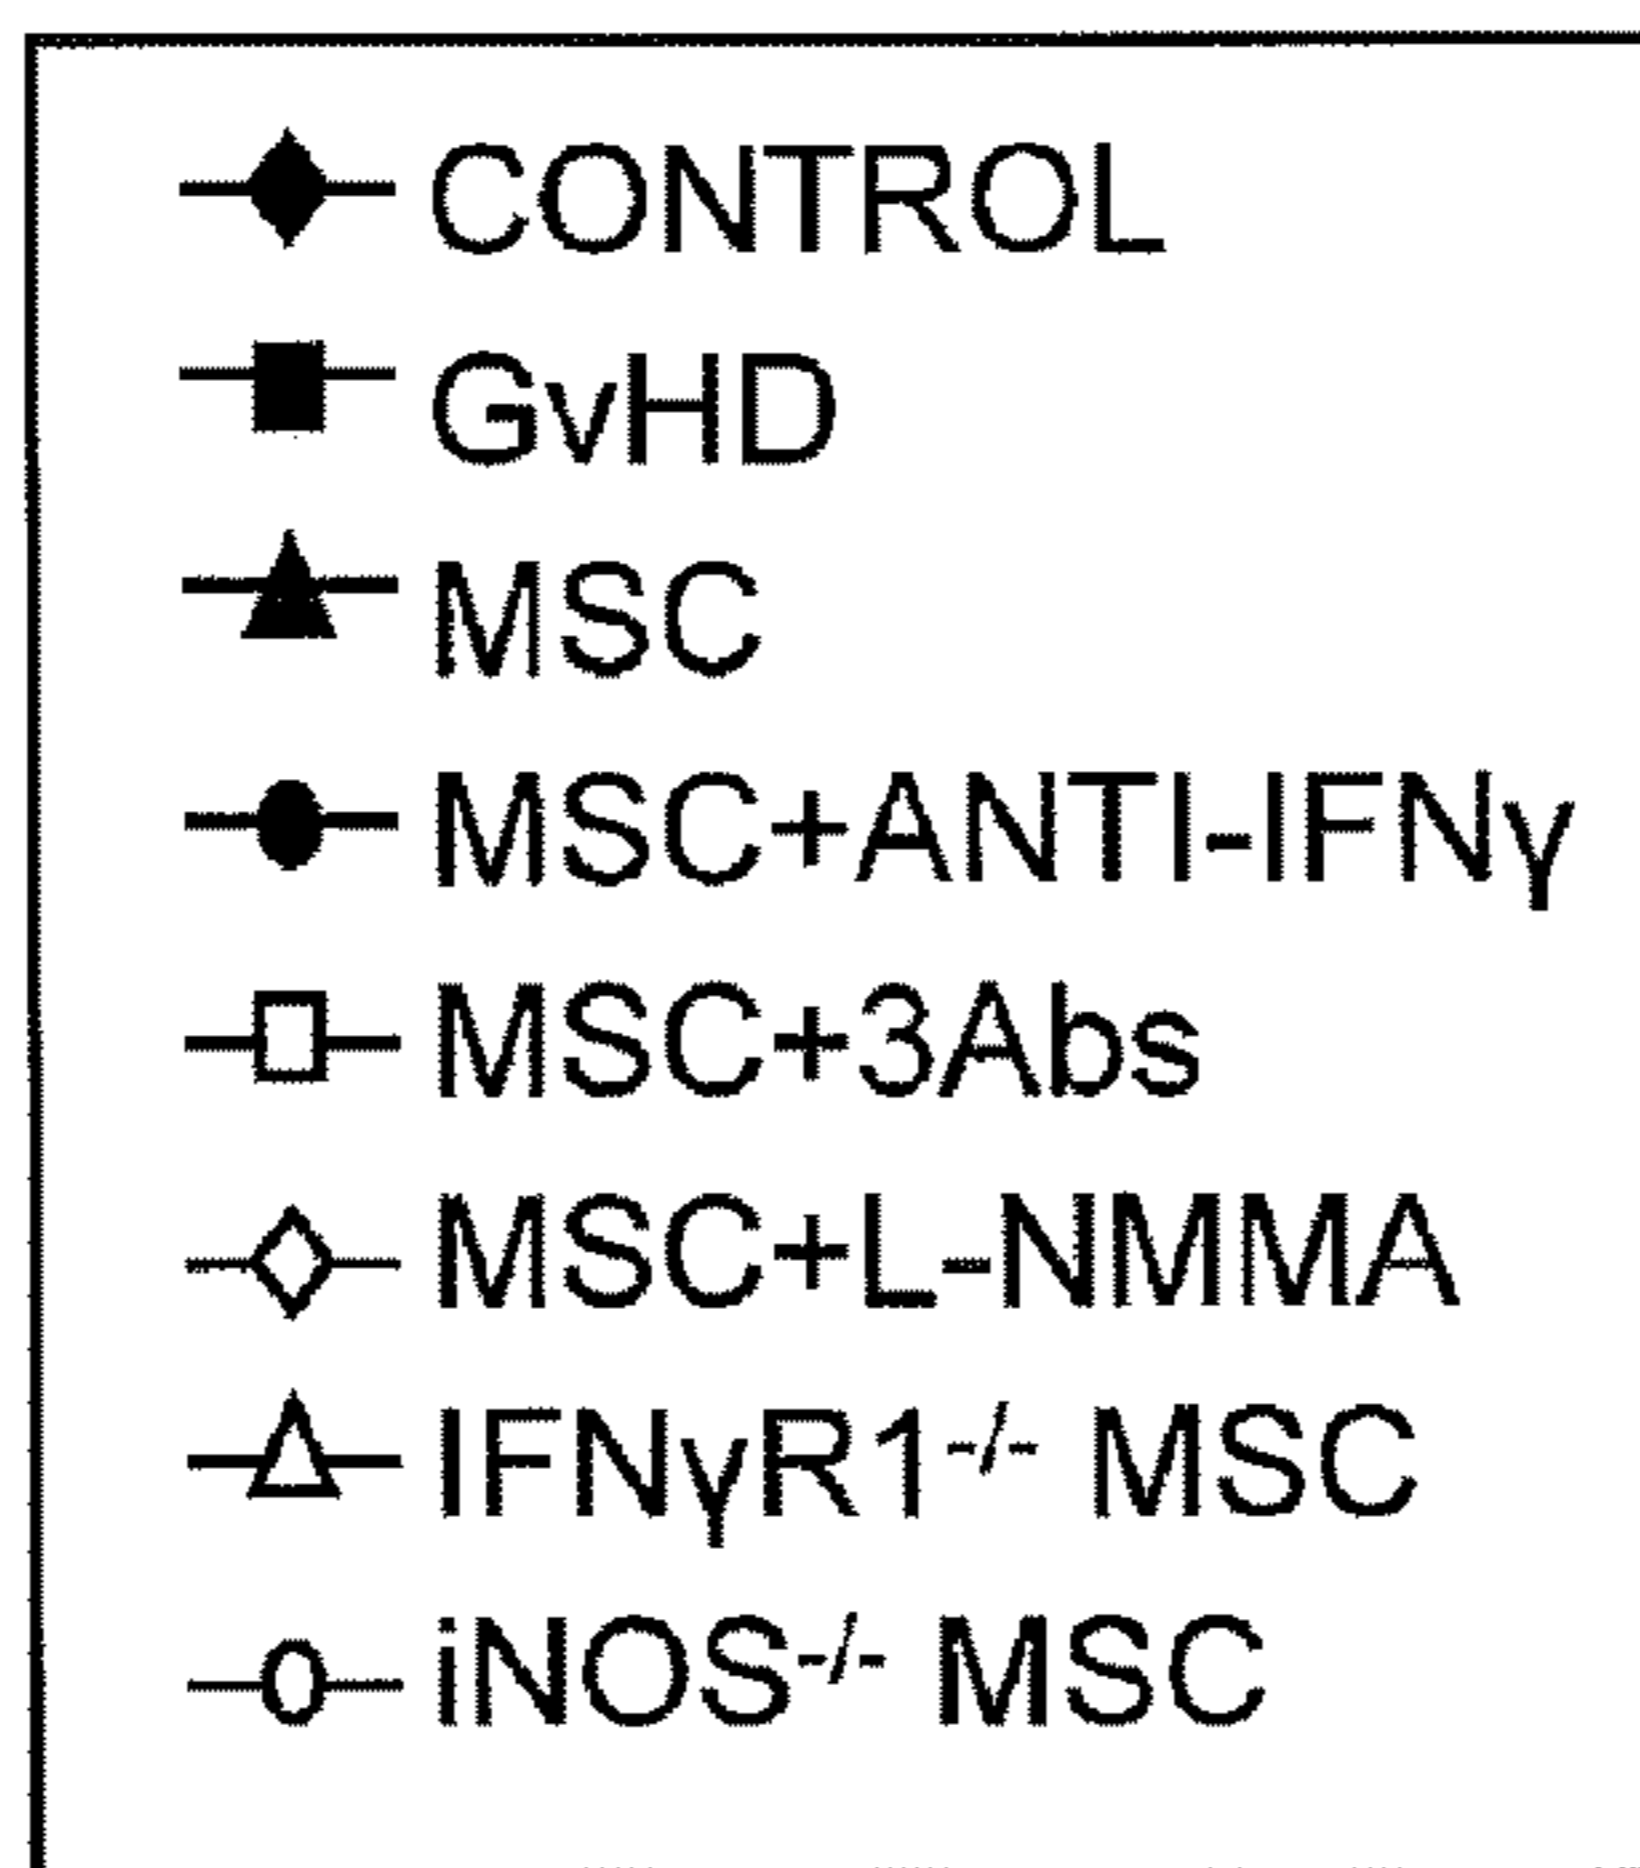 CONTROL
GvHD
MSC
MSC+ANTI-IFNγ
MSC+3Abs
MSC+L-NMMA
IFNγR1-/- MSC
iNOS-/- MSC